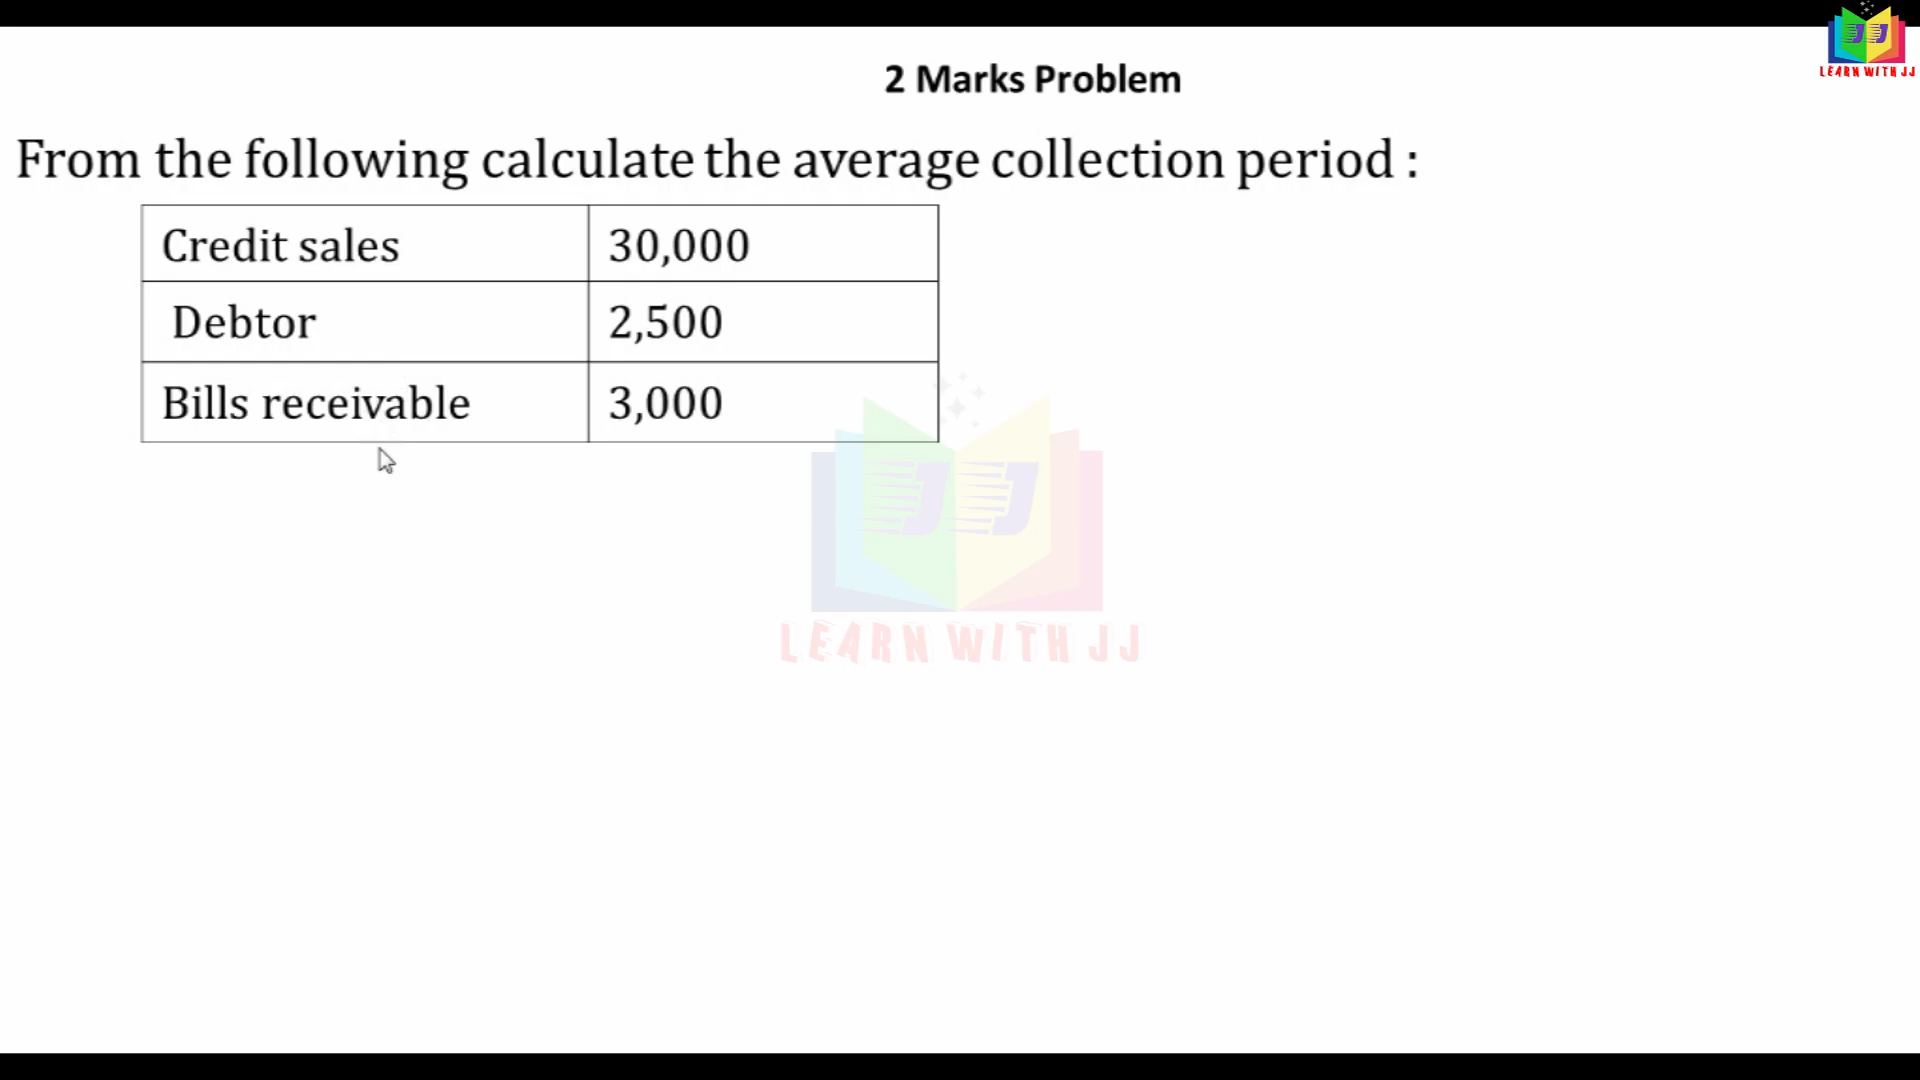 2 Marks Problem
LEARN WITH JJ
From the following calculate the average collection period :
Credit sales 30,000
Debtor 2,500
Bills receivable 3,000
JJ
LEARN WITH JJ